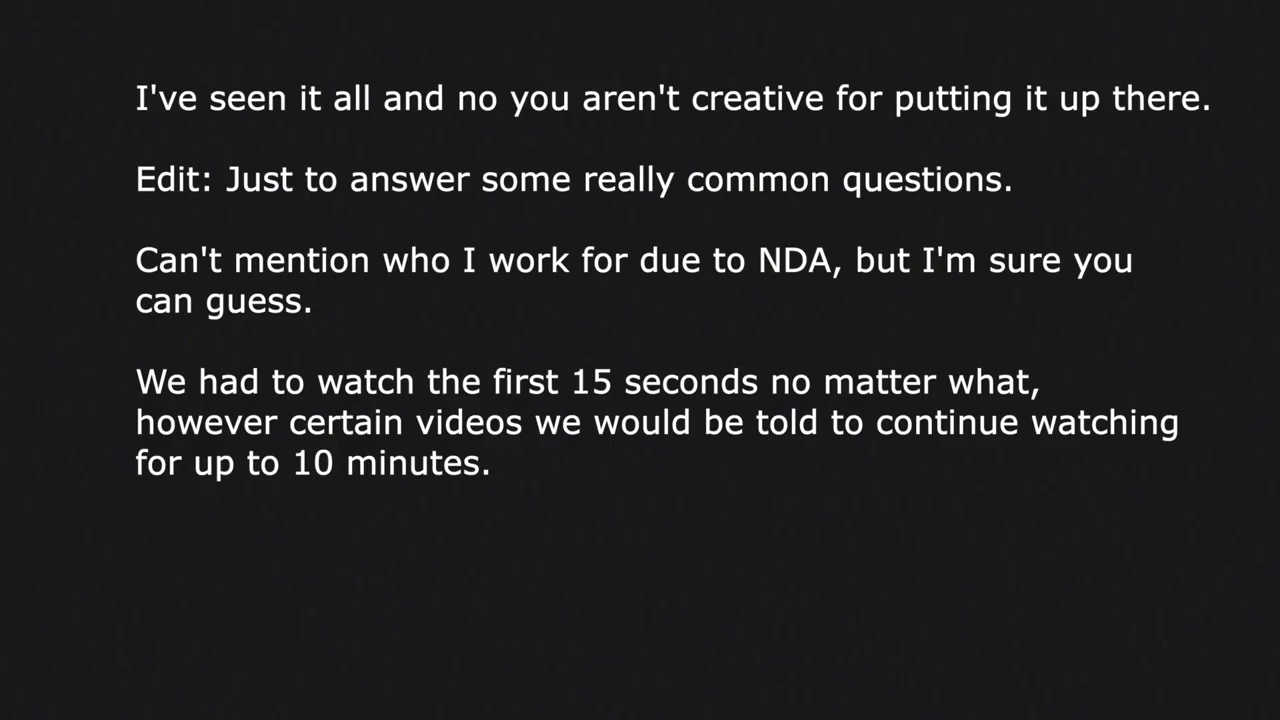 I've seen it all and no you aren't creative for putting it up there.
Edit: Just to answer some really common questions.
Can't mention who I work for due to NDA, but I'm sure you
can guess.
We had to watch the first 15 seconds no matter what,
however certain videos we would be told to continue watching
for up to 10 minutes.